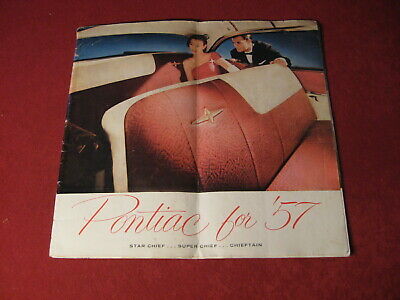 Pontiac for '57
STAR CHIEF . . . SUPER CHIEF . . . CHIEFTAIN